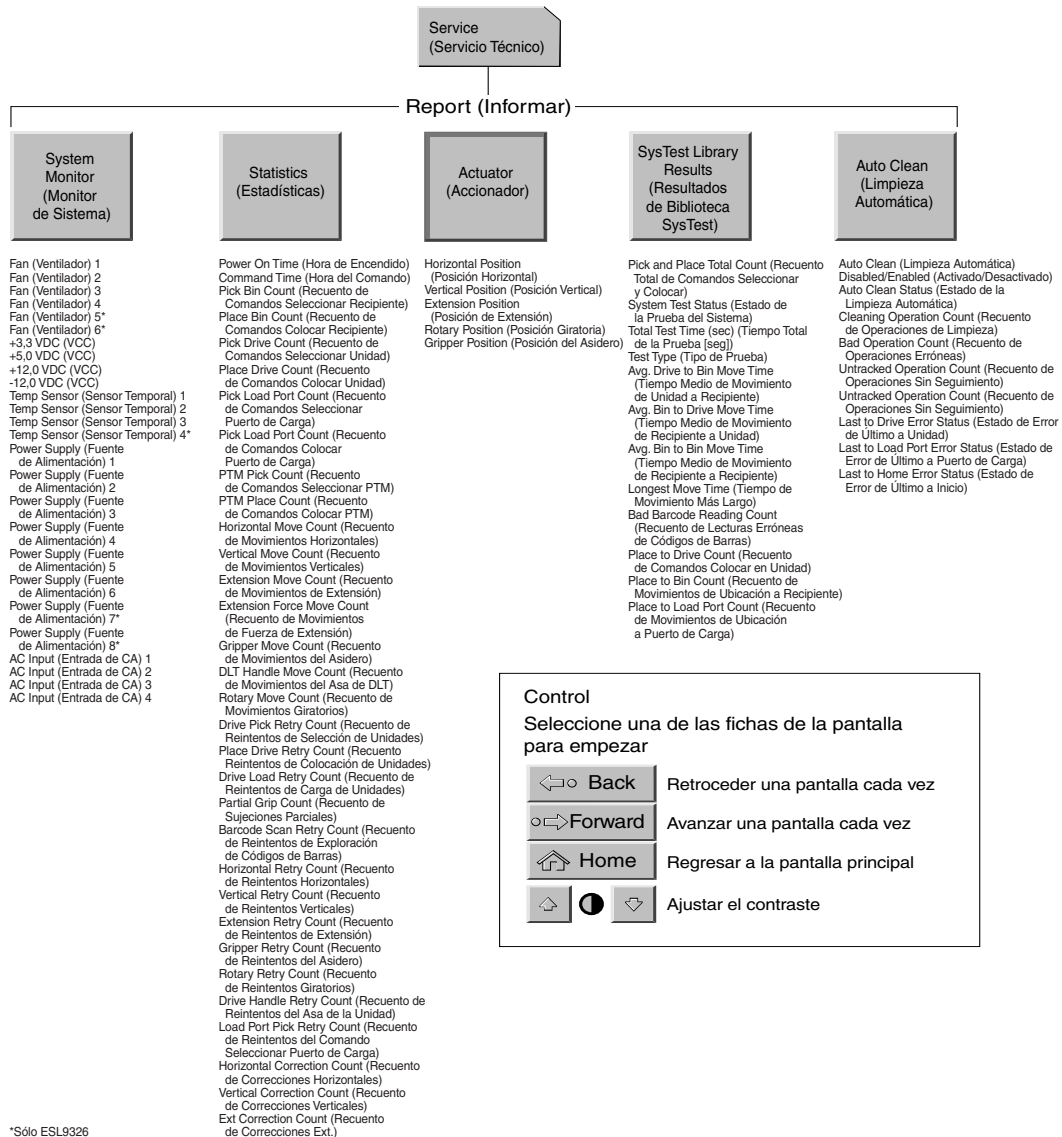 Service
(Servicio Técnico)
Report (Informar)
System
Monitor
(Monitor
de Sistema)
Fan (Ventilador) 1
Fan (Ventilador) 2
Fan (Ventilador) 3
Fan (Ventilador) 4
Fan (Ventilador) 5*
Fan (Ventilador) 6*
+3,3 VDC (VCC)
+5,0 VDC (VCC)
+12,0 VDC (VCC)
-12,0 VDC (VCC)
Temp Sensor (Sensor Temporal) 1
Temp Sensor (Sensor Temporal) 2
Temp Sensor (Sensor Temporal) 3
Temp Sensor (Sensor Temporal) 4*
Power Supply (Fuente
de Alimentación) 1
Power Supply (Fuente
de Alimentación) 2
Power Supply (Fuente
de Alimentación) 3
Power Supply (Fuente
de Alimentación) 4
Power Supply (Fuente
de Alimentación) 5
Power Supply (Fuente
de Alimentación) 6
Power Supply (Fuente
de Alimentación) 7*
Power Supply (Fuente
de Alimentación) 8*
AC Input (Entrada de CA) 1
AC Input (Entrada de CA) 2
AC Input (Entrada de CA) 3
AC Input (Entrada de CA) 4
Statistics
(Estadísticas)
Power On Time (Hora de Encendido)
Command Time (Hora del Comando)
Pick Bin Count (Recuento de
Comandos Seleccionar Recipiente)
Place Bin Count (Recuento de
Comandos Colocar Recipiente)
Pick Drive Count (Recuento de
Comandos Seleccionar Unidad)
Place Drive Count (Recuento
de Comandos Colocar Unidad)
Pick Load Port Count (Recuento
de Comandos Seleccionar
Puerto de Carga)
Pick Load Port Count (Recuento
de Comandos Colocar
Puerto de Carga)
PTM Pick Count (Recuento
de Comandos Seleccionar PTM)
PTM Place Count (Recuento
de Comandos Colocar PTM)
Horizontal Move Count (Recuento
de Movimientos Horizontales)
Vertical Move Count (Recuento
de Movimientos Verticales)
Extension Move Count (Recuento
de Movimientos de Extensión)
Extension Force Move Count
(Recuento de Movimientos
de Fuerza de Extensión)
Gripper Move Count (Recuento
de Movimientos del Asidero)
DLT Handle Move Count (Recuento
de Movimientos del Asa de DLT)
Rotary Move Count (Recuento de
Movimientos Giratorios)
Drive Pick Retry Count (Recuento de
Reintentos de Selección de Unidades)
Place Drive Retry Count (Recuento
Reintentos de Colocación de Unidades)
Drive Load Retry Count (Recuento de
Reintentos de Carga de Unidades)
Partial Grip Count (Recuento de
Sujeciones Parciales)
Barcode Scan Retry Count (Recuento
de Reintentos de Exploración
de Códigos de Barras)
Horizontal Retry Count (Recuento
de Reintentos Horizontales)
Vertical Retry Count (Recuento
de Reintentos Verticales)
Extension Retry Count (Recuento
de Reintentos de Extensión)
Gripper Retry Count (Recuento
de Reintentos del Asidero)
Rotary Retry Count (Recuento
de Reintentos Giratorios)
Drive Handle Retry Count (Recuento de
Reintentos del Asa de la Unidad)
Load Port Pick Retry Count (Recuento
de Reintentos del Comando
Seleccionar Puerto de Carga)
Horizontal Correction Count (Recuento
de Correcciones Horizontales)
Vertical Correction Count (Recuento
de Correcciones Verticales)
Ext Correction Count (Recuento
de Correcciones Ext.)
Actuator
(Accionador)
Horizontal Position
(Posición Horizontal)
Vertical Position (Posición Vertical)
Extension Position
(Posición de Extensión)
Rotary Position (Posición Giratoria)
Gripper Position (Posición del Asidero)
SysTest Library
Results
(Resultados
de Biblioteca
SysTest)
Pick and Place Total Count (Recuento
Total de Comandos Seleccionar
y Colocar)
System Test Status (Estado de
la Prueba del Sistema)
Total Test Time (sec) (Tiempo Total
de la Prueba [seg])
Test Type (Tipo de Prueba)
Avg. Drive to Bin Move Time
(Tiempo Medio de Movimiento
de Unidad a Recipiente)
Avg. Bin to Drive Move Time
(Tiempo Medio de Movimiento
de Recipiente a Unidad)
Avg. Bin to Bin Move Time
(Tiempo Medio de Movimiento
de Recipiente a Recipiente)
Longest Move Time (Tiempo de
Movimiento Más Largo)
Bad Barcode Reading Count
(Recuento de Lecturas Erróneas
de Códigos de Barras)
Place to Drive Count (Recuento
de Comandos Colocar en Unidad)
Place to Bin Count (Recuento de
Movimientos de Ubicación a Recipiente)
Place to Load Port Count (Recuento
de Movimientos de Ubicación
a Puerto de Carga)
Auto Clean
(Limpieza
Automática)
Auto Clean (Limpieza Automática)
Disabled/Enabled (Activado/Desactivado)
Auto Clean Status (Estado de la
Limpieza Automática)
Cleaning Operation Count (Recuento
de Operaciones de Limpieza)
Bad Operation Count (Recuento de
Operaciones Erróneas)
Untracked Operation Count (Recuento de
Operaciones Sin Seguimiento)
Untracked Operation Count (Recuento de
Operaciones Sin Seguimiento)
Last to Drive Error Status (Estado de Error
de Último a Unidad)
Last to Load Port Error Status (Estado de
Error de Último a Puerto de Carga)
Last to Home Error Status (Estado de
Error de Último a Inicio)
Control
Seleccione una de las fichas de la pantalla
para empezar
Back Retroceder una pantalla cada vez
Forward Avanzar una pantalla cada vez
Home Regresar a la pantalla principal
Ajustar el contraste
*Sólo ESL9326